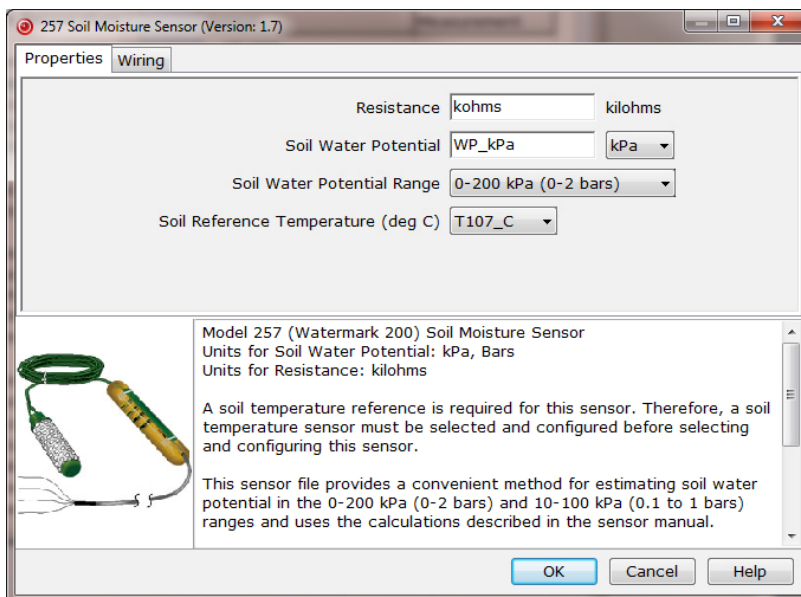 Measurement
257 Soil Moisture Sensor (Version: 1.7)
Properties Wiring
Resistance kohms kilohms
Soil Water Potential WP_kPa kPa
Soil Water Potential Range 0-200 kPa (0-2 bars)
Soil Reference Temperature (deg C) T107_C
Model 257 (Watermark 200) Soil Moisture Sensor
Units for Soil Water Potential: kPa, Bars
Units for Resistance: kilohms
A soil temperature reference is required for this sensor. Therefore, a soil
temperature sensor must be selected and configured before selecting
and configuring this sensor.
This sensor file provides a convenient method for estimating soil water
potential in the 0-200 kPa (0-2 bars) and 10-100 kPa (0.1 to 1 bars)
ranges and uses the calculations described in the sensor manual.
OK Cancel Help